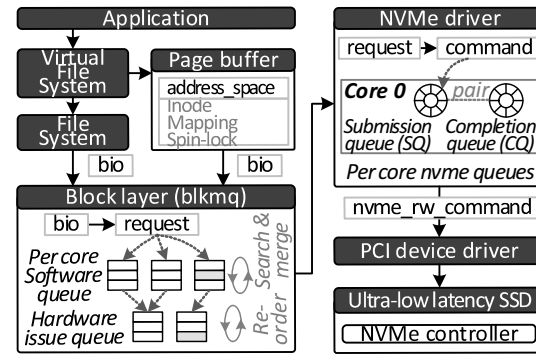 Application
Virtual
File
System
Page buffer
address_space
Inode
Mapping
Spin-lock
File
System
bio
bio
Block layer (blkmq)
bio
request
Per core
Software
queue
Search &
merge
Hardware
issue queue
Re-
order
NVMe driver
request
command
Core 0
pair
Submission
queue (SQ)
Completion
queue (CQ)
Per core nvme queues
nvme_rw_command
PCI device driver
Ultra-low latency SSD
NVMe controller